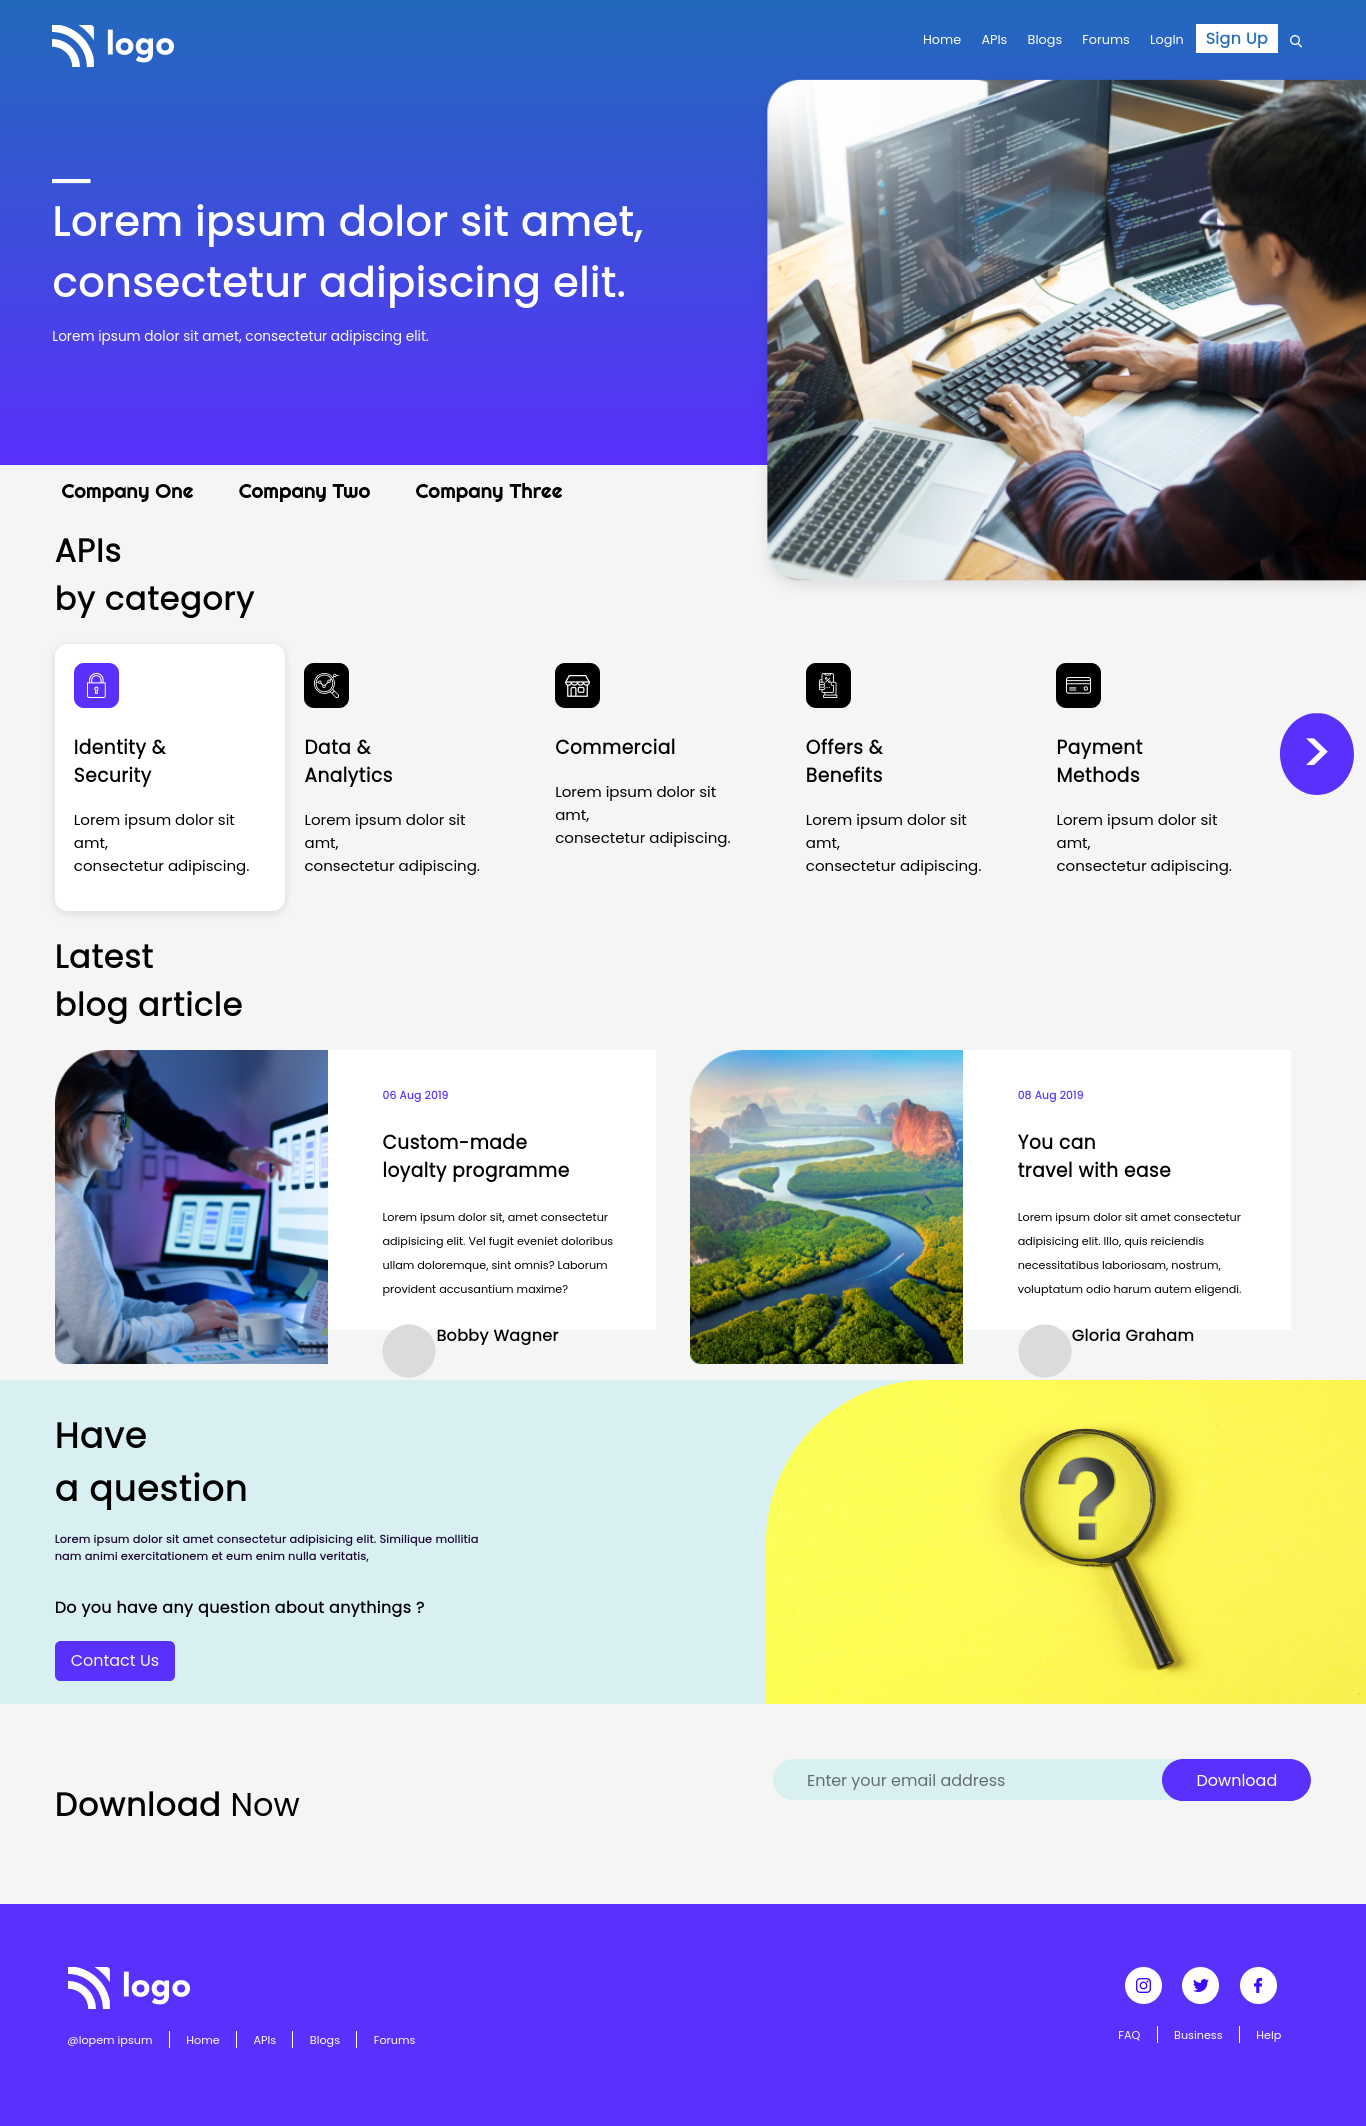 logo
Home APIs Blogs Forums LogIn Sign Up
Lorem ipsum dolor sit amet,
consectetur adipiscing elit.
Lorem ipsum dolor sit amet, consectetur adipiscing elit.
Company One Company Two Company Three
APIs
by category
Identity &
Security
Lorem ipsum dolor sit
amt,
consectetur adipiscing.
Data &
Analytics
Lorem ipsum dolor sit
amt,
consectetur adipiscing.
Commercial
Lorem ipsum dolor sit
amt,
consectetur adipiscing.
Offers &
Benefits
Lorem ipsum dolor sit
amt,
consectetur adipiscing.
Payment
Methods
Lorem ipsum dolor sit
amt,
consectetur adipiscing.
Latest
blog article
06 Aug 2019
Custom-made
loyalty programme
Lorem ipsum dolor sit, amet consectetur
adipisicing elit. Vel fugit eveniet doloribus
ullam doloremque, sint omnis? Laborum
provident accusantium maxime?
Bobby Wagner
08 Aug 2019
You can
travel with ease
Lorem ipsum dolor sit amet consectetur
adipisicing elit. Illo, quis reiciendis
necessitatibus laboriosam, nostrum,
voluptatum odio harum autem eligendi.
Gloria Graham
Have
a question
Lorem ipsum dolor sit amet consectetur adipisicing elit. Similique mollitia
nam animi exercitationem et eum enim nulla veritatis,
Do you have any question about anythings ?
Contact Us
?
Download Now
Enter your email address
Download
logo
@lopem ipsum Home APIs Blogs Forums
FAQ Business Help